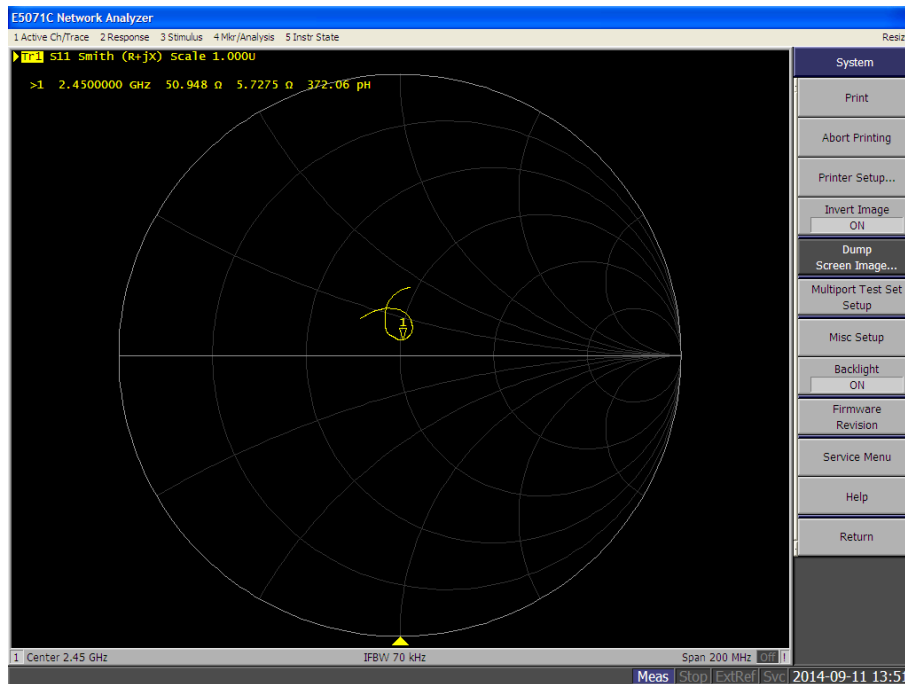 E5071C Network Analyzer
1 Active Ch/Trace 2 Response 3 Stimulus 4 Mkr/Analysis 5 Instr State
Resiz
Tr1 S11 Smith (R+jX) Scale 1.000U
>1 2.4500000 GHz 50.948 Ω 5.7275 Ω 372.06 pH
1
System
Print
Abort Printing
Printer Setup...
Invert Image
ON
Dump
Screen Image...
Multiport Test Set
Setup
Misc Setup
Backlight
ON
Firmware
Revision
Service Menu
Help
Return
1 Center 2.45 GHz IFBW 70 kHz Span 200 MHz Off !
Meas Stop ExtRef Svc 2014-09-11 13:51